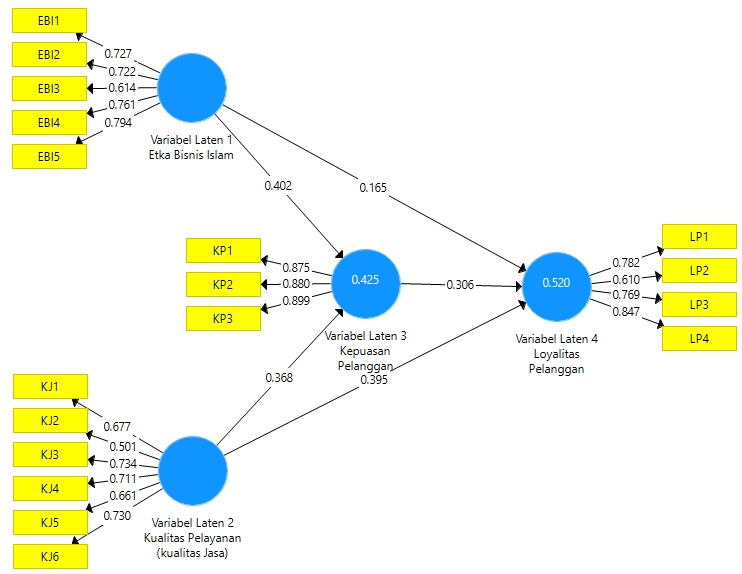 EBI1
EBI2
EBI3
EBI4
EBI5
0.727
0.722
0.614
0.761
0.794
Variabel Laten 1
Etka Bisnis Islam
0.402
0.165
KP1
KP2
KP3
0.875
0.880
0.899
0.425
Variabel Laten 3
Kepuasan
Pelanggan
0.306
0.520
Variabel Laten 4
Loyalitas
Pelanggan
0.782
0.610
0.769
0.847
LP1
LP2
LP3
LP4
0.368
0.395
KJ1
KJ2
KJ3
KJ4
KJ5
KJ6
0.677
0.501
0.734
0.711
0.661
0.730
Variabel Laten 2
Kualitas Pelayanan
(kualitas Jasa)